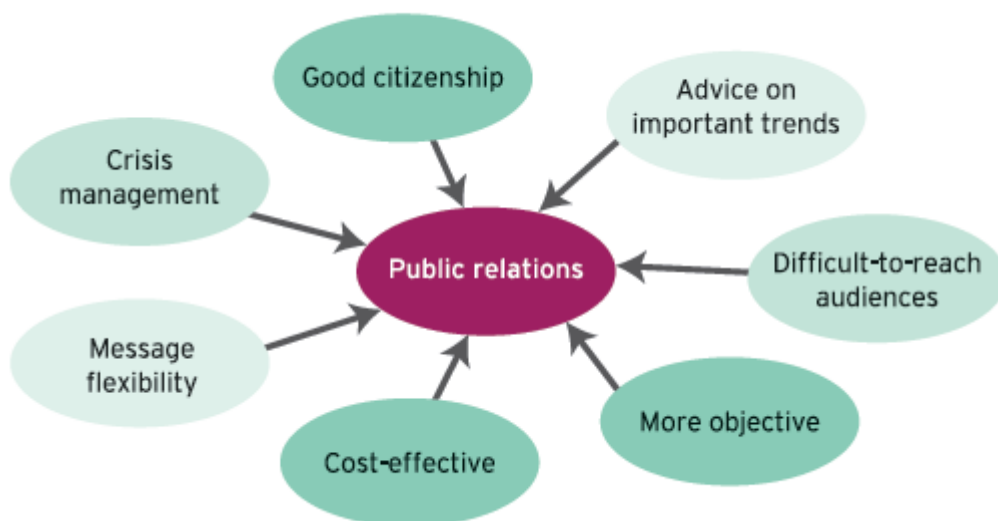 Good citizenship
Advice on
important trends
Crisis
management
Public relations
Difficult-to-reach
audiences
Message
flexibility
More objective
Cost-effective